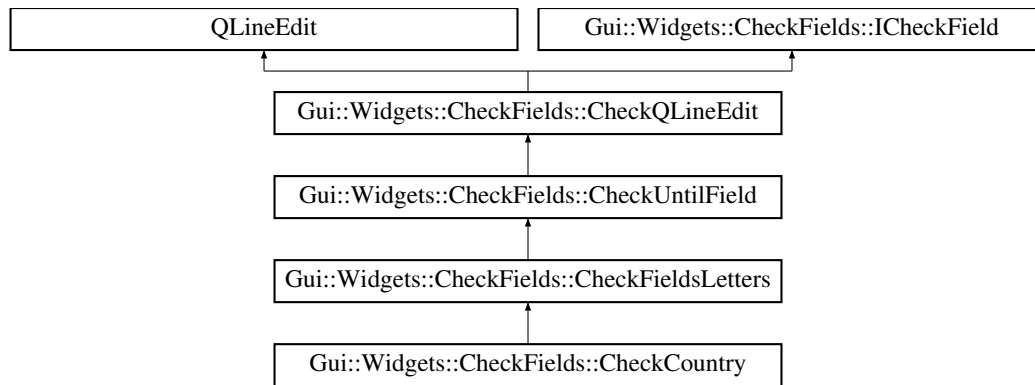 QLineEdit
Gui::Widgets::CheckFields::ICheckField
Gui::Widgets::CheckFields::CheckQLineEdit
Gui::Widgets::CheckFields::CheckUntilField
Gui::Widgets::CheckFields::CheckFieldsLetters
Gui::Widgets::CheckFields::CheckCountry